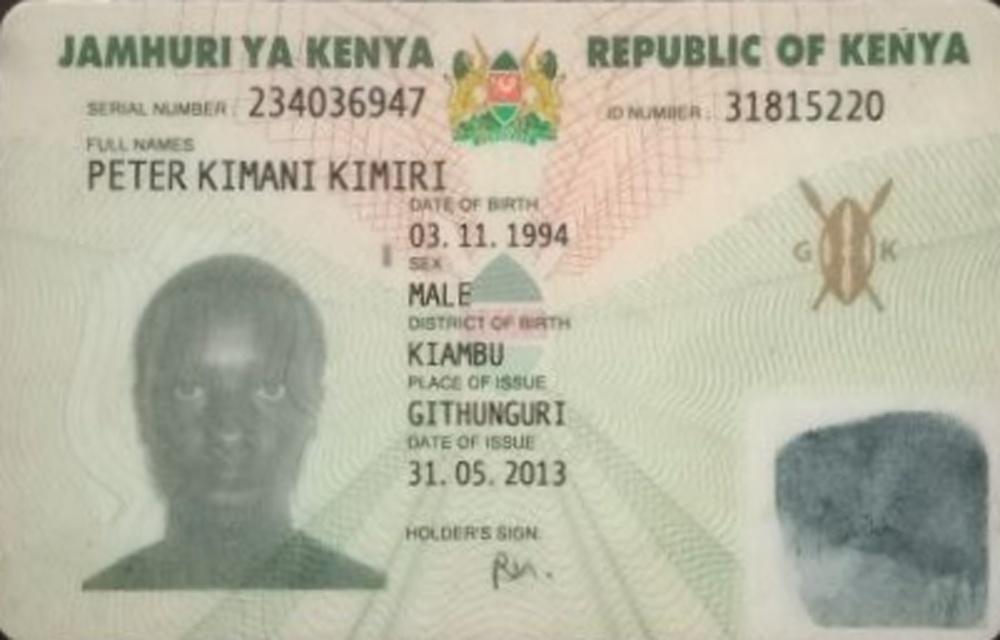 JAMHURI YA KENYA REPUBLIC OF KENYA
SERIAL NUMBER : 234036947 ID NUMBER : 31815220
FULL NAMES
PETER KIMANI KIMIRI
DATE OF BIRTH
03. 11. 1994
SEX
MALE
DISTRICT OF BIRTH
KIAMBU
PLACE OF ISSUE
GITHUNGURI
DATE OF ISSUE
31. 05. 2013
HOLDER'S SIGN.
G K